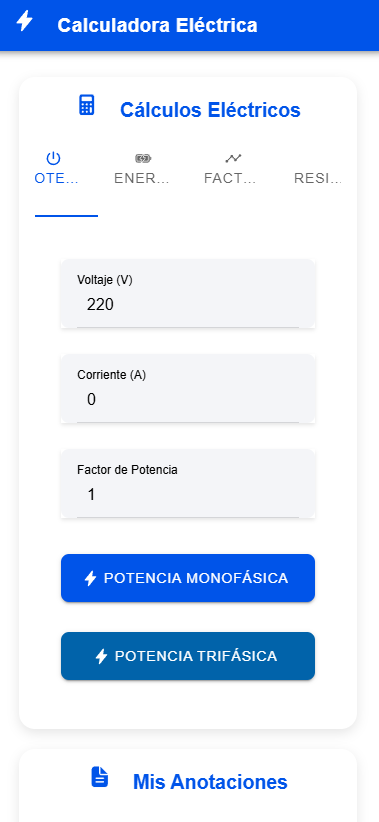 Calculadora Eléctrica
Cálculos Eléctricos
OTE... ENER... FACT... RESI...
Voltaje (V)
220
Corriente (A)
0
Factor de Potencia
1
POTENCIA MONOFÁSICA
POTENCIA TRIFÁSICA
Mis Anotaciones